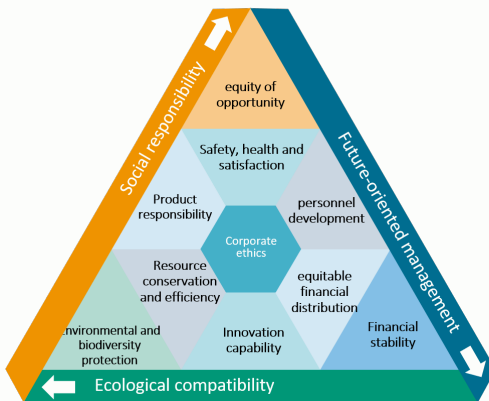 Social responsibility
Future-oriented management
equity of
opportunity
Safety, health and
satisfaction
Product
responsibility
personnel
development
Corporate
ethics
Resource
conservation
and efficiency
equitable
financial
distribution
Environmental and
biodiversity
protection
Innovation
capability
Financial
stability
Ecological compatibility